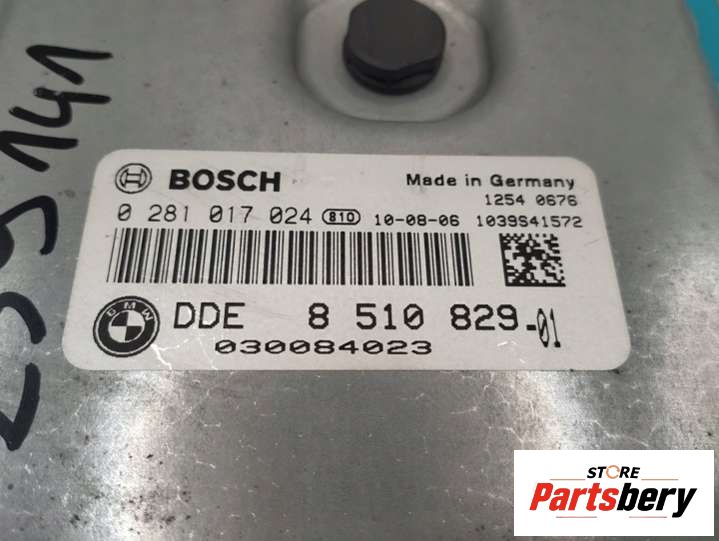 BOSCH
Made in Germany
1254 0676
0 281 017 024 810 10-08-06 1039S41572
BMW DDE 8 510 829-01
030084023
STORE
Partsbery